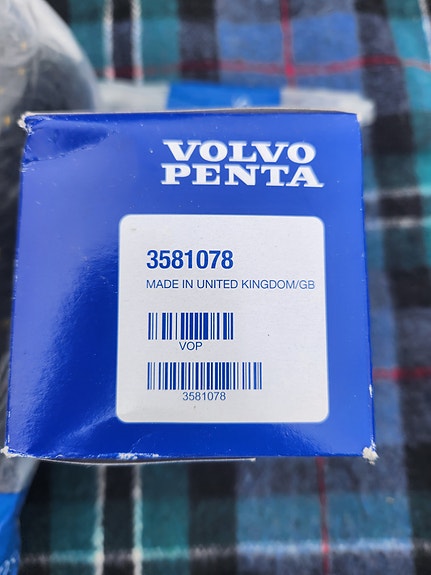 VOLVO
PENTA
3581078
MADE IN UNITED KINGDOM/GB
VOP
3581078